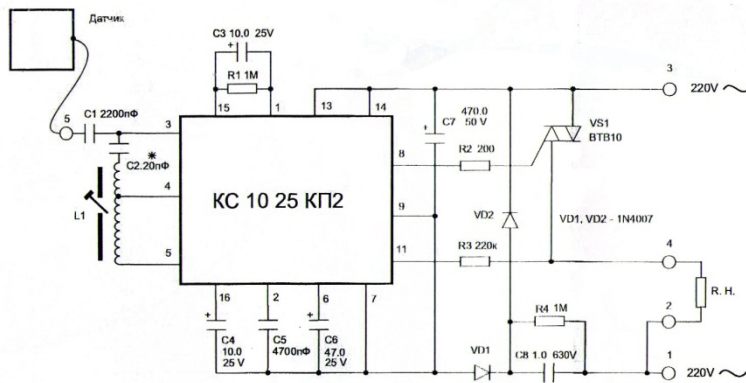 Датчик
C3 10.0 25V
+
R1 1M
15
1
13
14
3
220V
5
C1 2200пФ
3
C2.20пФ
*
4
L1
5
КС 10 25 КП2
8
9
11
+
C7
470.0
50 V
R2 200
VS1
BTB10
VD2
VD1, VD2 - 1N4007
R3 220к
4
R. H.
2
1
220V
16
2
6
7
+
C4
10.0
25 V
C5
4700пФ
+
C6
47.0
25 V
VD1
R4 1M
C8 1.0 630V